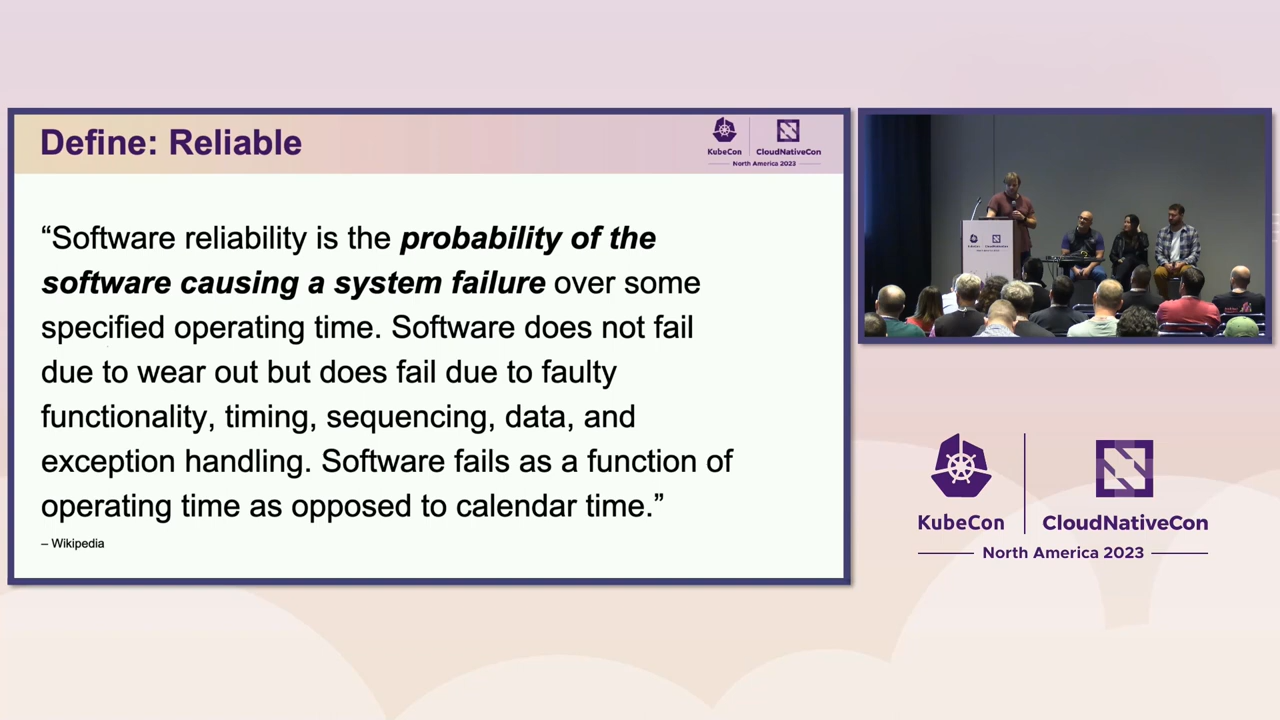 Define: Reliable
KubeCon
CloudNativeCon
North America 2023
“Software reliability is the probability of the
software causing a system failure over some
specified operating time. Software does not fail
due to wear out but does fail due to faulty
functionality, timing, sequencing, data, and
exception handling. Software fails as a function of
operating time as opposed to calendar time.”
– Wikipedia
KubeCon
CloudNativeCon
North America 2023